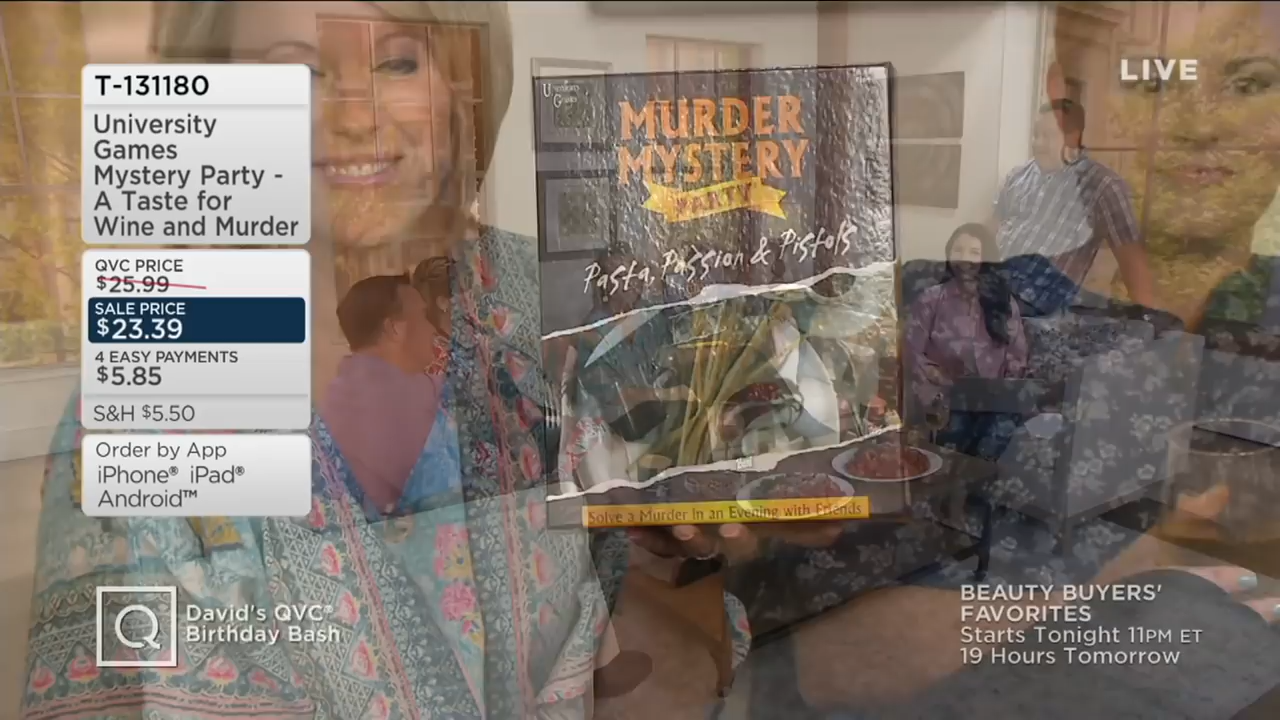 T-131180
University
Games
Mystery Party -
A Taste for
Wine and Murder
QVC PRICE
$25.99
SALE PRICE
$23.39
4 EASY PAYMENTS
$5.85
S&H $5.50
Order by App
iPhone® iPad®
Android™
Q
David's QVC®
Birthday Bash
LIVE
University
Games
MURDER
MYSTERY
PARTY
Pasta, Passion & Pistols
Solve a Murder in an Evening with Friends
BEAUTY BUYERS'
FAVORITES
Starts Tonight 11PM ET
19 Hours Tomorrow